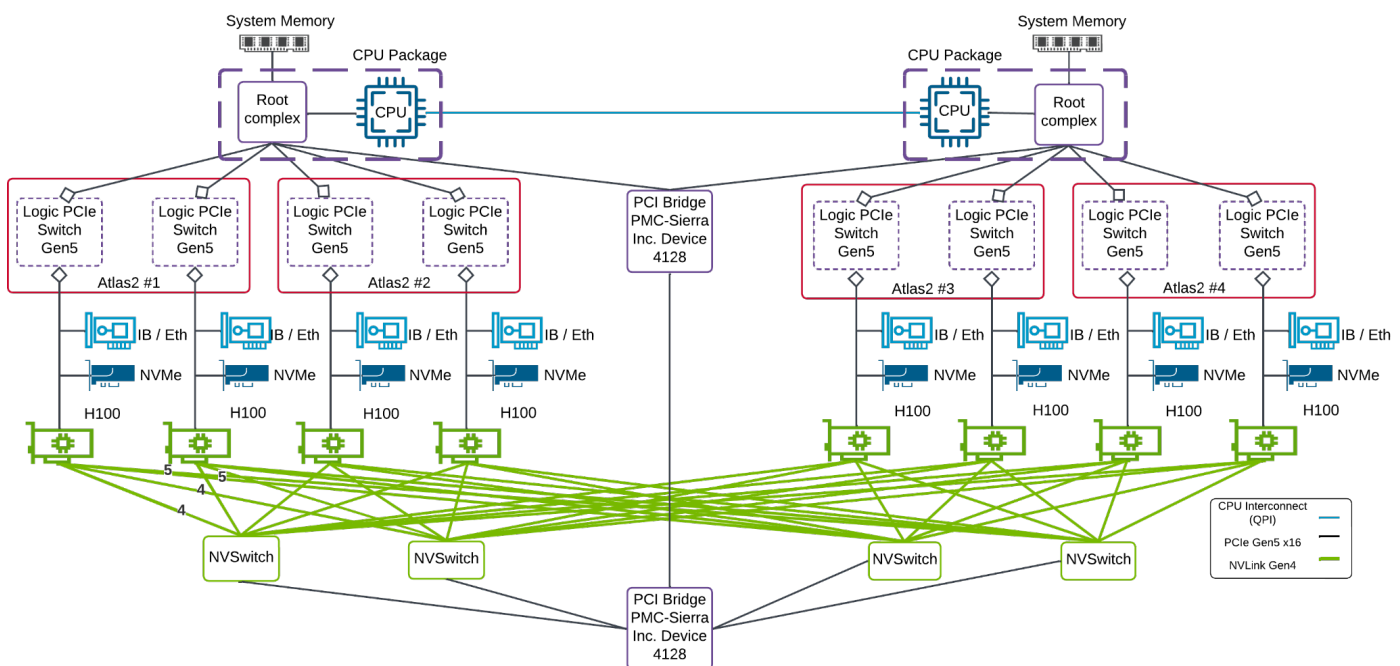 System Memory
System Memory
CPU Package
CPU Package
Root
complex
CPU
CPU
Root
complex
Logic PCIe
Switch
Gen5
Logic PCIe
Switch
Gen5
Logic PCIe
Switch
Gen5
Logic PCIe
Switch
Gen5
PCI Bridge
PMC-Sierra
Inc. Device
4128
Logic PCIe
Switch
Gen5
Logic PCIe
Switch
Gen5
Logic PCIe
Switch
Gen5
Logic PCIe
Switch
Gen5
Atlas2 #1
Atlas2 #2
Atlas2 #3
Atlas2 #4
IB / Eth
IB / Eth
IB / Eth
IB / Eth
IB / Eth
IB / Eth
IB / Eth
IB / Eth
NVMe
NVMe
NVMe
NVMe
NVMe
NVMe
NVMe
NVMe
H100
H100
H100
H100
H100
H100
H100
H100
5
5
4
4
NVSwitch
NVSwitch
NVSwitch
NVSwitch
CPU Interconnect
(QPI)
PCIe Gen5 x16
NVLink Gen4
PCI Bridge
PMC-Sierra
Inc. Device
4128